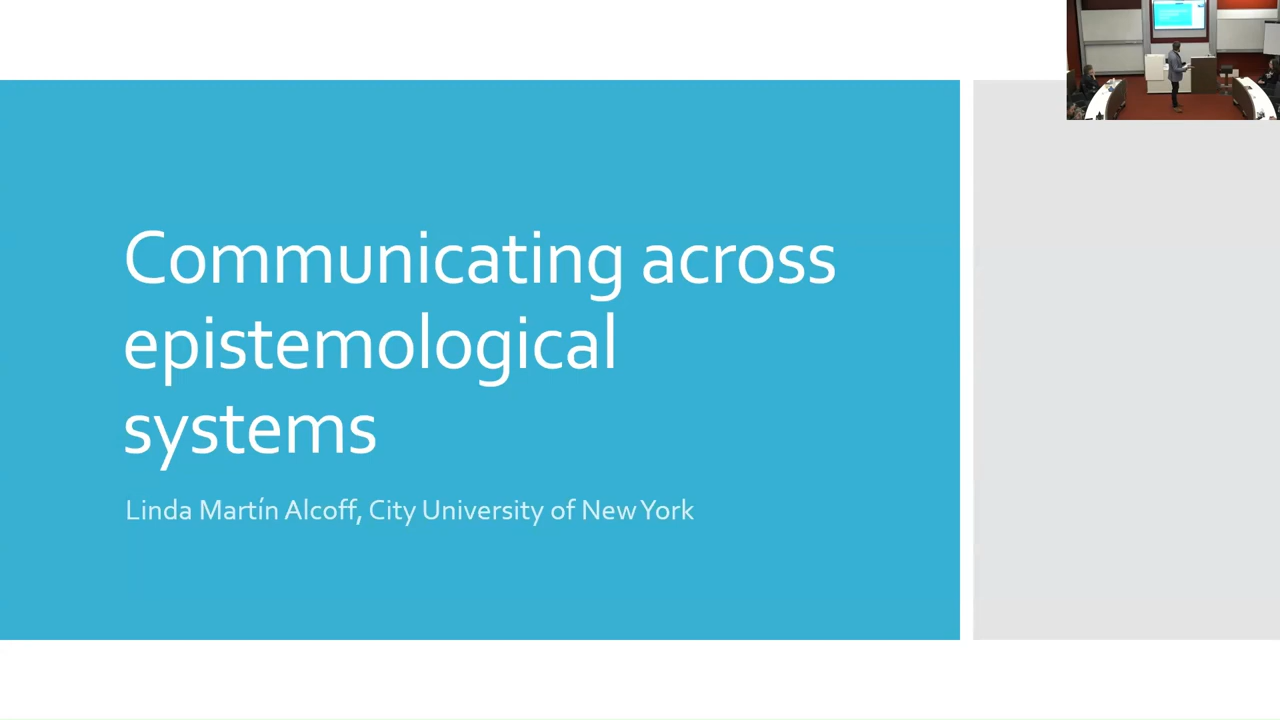 Communicating across
epistemological
systems
Linda Martín Alcoff, City University of New York